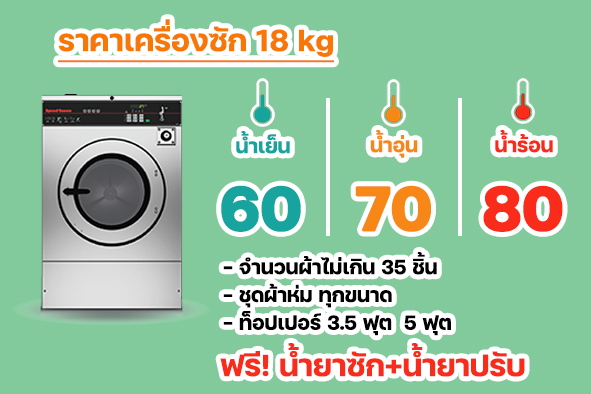 ราคาเครื่องซัก 18 kg
Speed Queen
น้ำเย็น น้ำอุ่น น้ำร้อน
60 70 80
- จำนวนผ้าไม่เกิน 35 ชิ้น
- ชุดผ้าห่ม ทุกขนาด
- ท็อปเปอร์ 3.5 ฟุต 5 ฟุต
ฟรี! น้ำยาซัก+น้ำยาปรับ